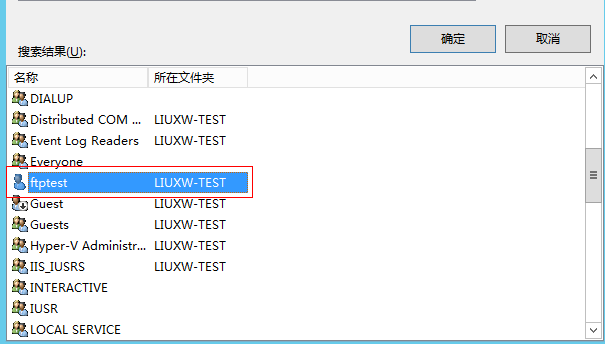 确定 取消
搜索结果(U):
名称 所在文件夹
DIALUP
Distributed COM ... LIUXW-TEST
Event Log Readers LIUXW-TEST
Everyone
ftptest LIUXW-TEST
Guest LIUXW-TEST
Guests LIUXW-TEST
Hyper-V Administr... LIUXW-TEST
IIS_IUSRS LIUXW-TEST
INTERACTIVE
IUSR
LOCAL SERVICE